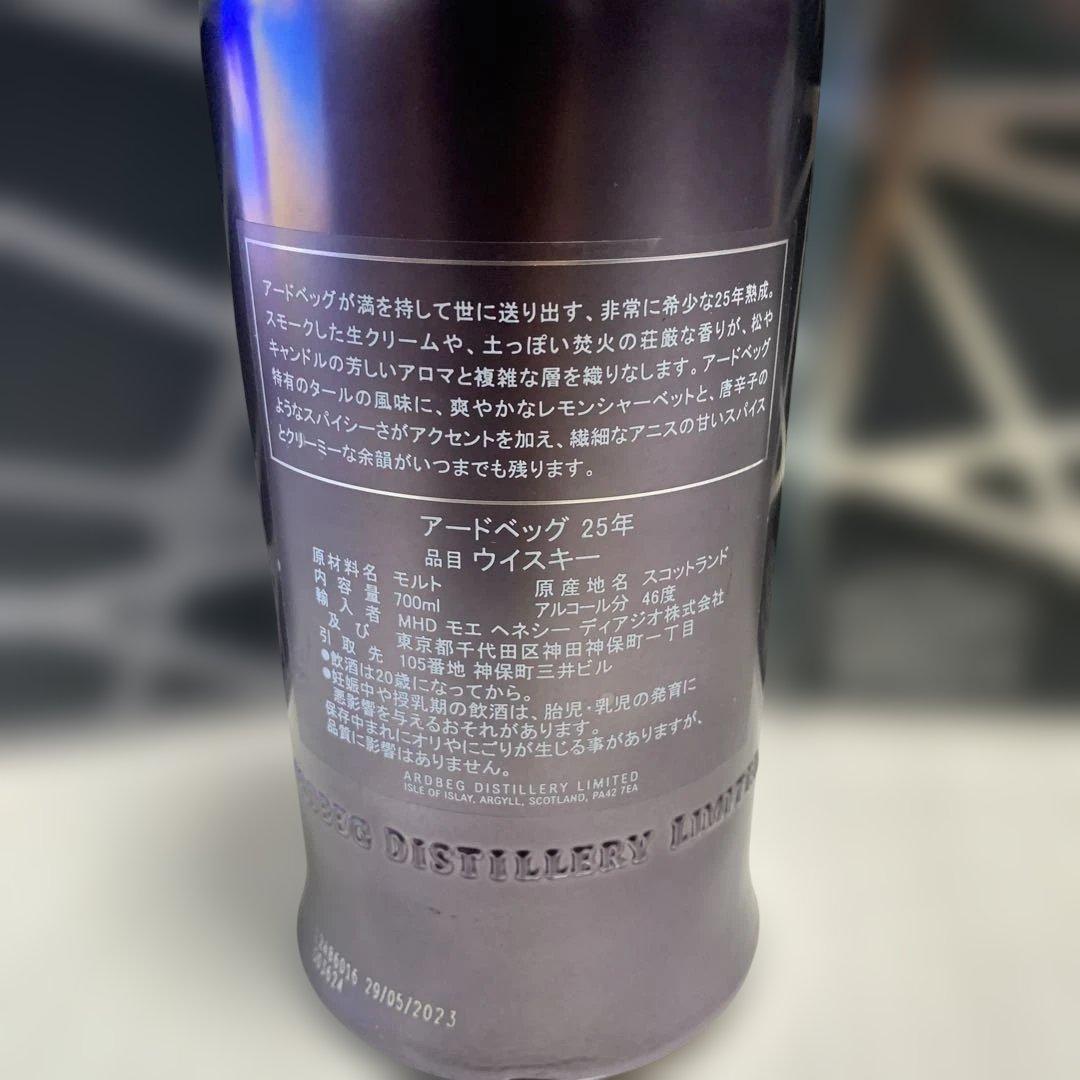 アードベッグが満を持して世に送り出す、非常に希少な25年熟成。
スモークした生クリームや、土っぽい焚火の荘厳な香りが、松や
キャンドルの芳しいアロマと複雑な層を織りなします。アードベッグ
特有のタールの風味に、爽やかなレモンシャーベットと、唐辛子の
ようなスパイシーさがアクセントを加え、繊細なアニスの甘いスパイス
とクリーミーな余韻がいつまでも残ります。
アードベッグ 25年
品目 ウイスキー
原材料名 モルト 原産地名 スコットランド
内容量 700ml アルコール分 46度
輸入者 MHD モエ ヘネシー ディアジオ株式会社
及び 東京都千代田区神田神保町一丁目
引取先 105番地 神保町三井ビル
●飲酒は20歳になってから。
●妊娠中や授乳期の飲酒は、胎児・乳児の発育に
悪影響を与えるおそれがあります。
保存中まれにオリやにごりが生じる事がありますが、
品質に影響はありません。
ARDBEG DISTILLERY LIMITED
ISLE OF ISLAY, ARGYLL, SCOTLAND, PA42 7EA
DISTILLERY
29/05/2023